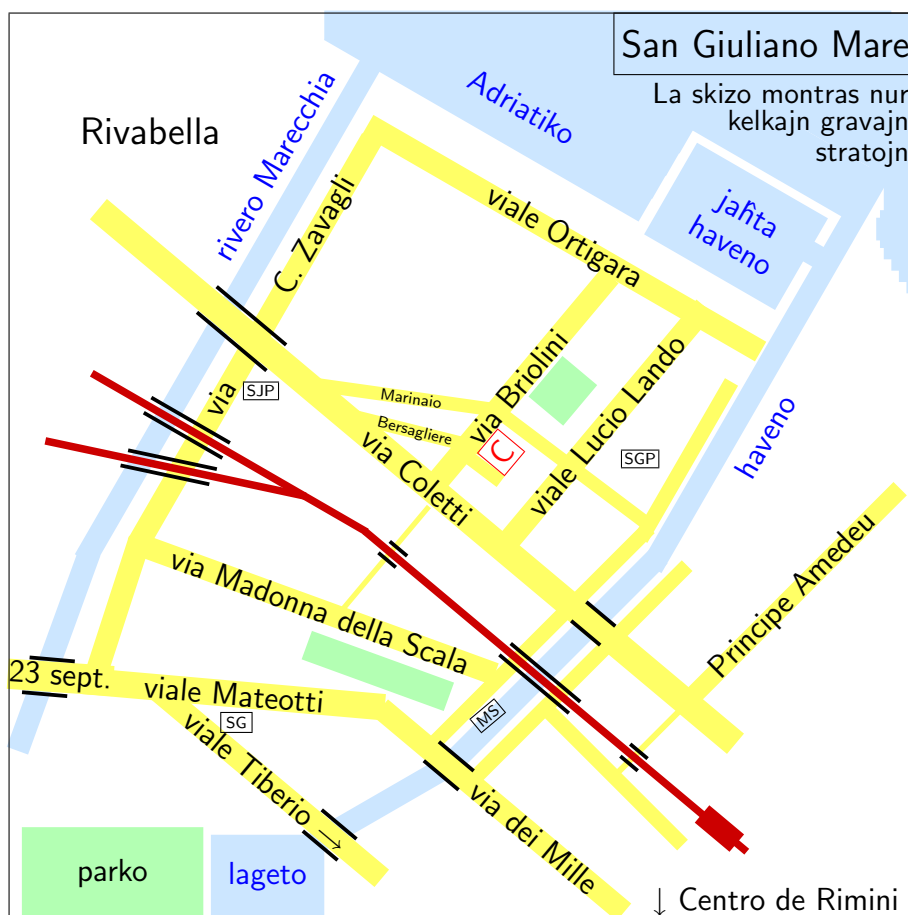 San Giuliano Mare
La skizo montras nur
kelkajn gravajn
stratojn
Adriatiko
Rivabella
rivero Marecchia
jaĥta
haveno
viale Ortigara
via C. Zavagli
SJP
Marinaio
Bersagliere
via Briolini
C
viale Lucio Lando
SGP
haveno
via Coletti
via Madonna della Scala
Principe Amedeu
23 sept.
viale Mateotti
SG
MS
viale Tiberio →
via dei Mille
parko
lageto
↓ Centro de Rimini